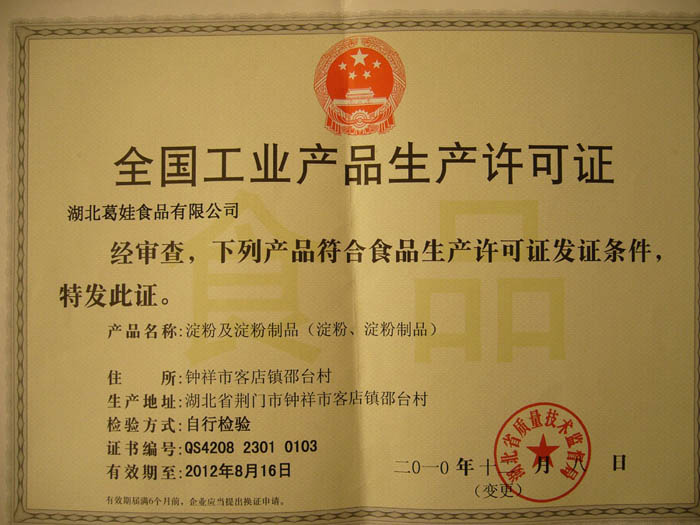 全国工业产品生产许可证
湖北葛娃食品有限公司
食品
经审查，下列产品符合食品生产许可证发证条件，
特发此证。
产品名称：淀粉及淀粉制品（淀粉、淀粉制品）
住 所：钟祥市客店镇邵台村
生产地址：湖北省荆门市钟祥市客店镇邵台村
检验方式：自行检验
证书编号：QS4208 2301 0103
有效期至：2012年8月16日
二〇一〇年十 月八日
（变更）
湖北省质量技术监督局
有效期届满6个月前，企业应当提出换证申请。